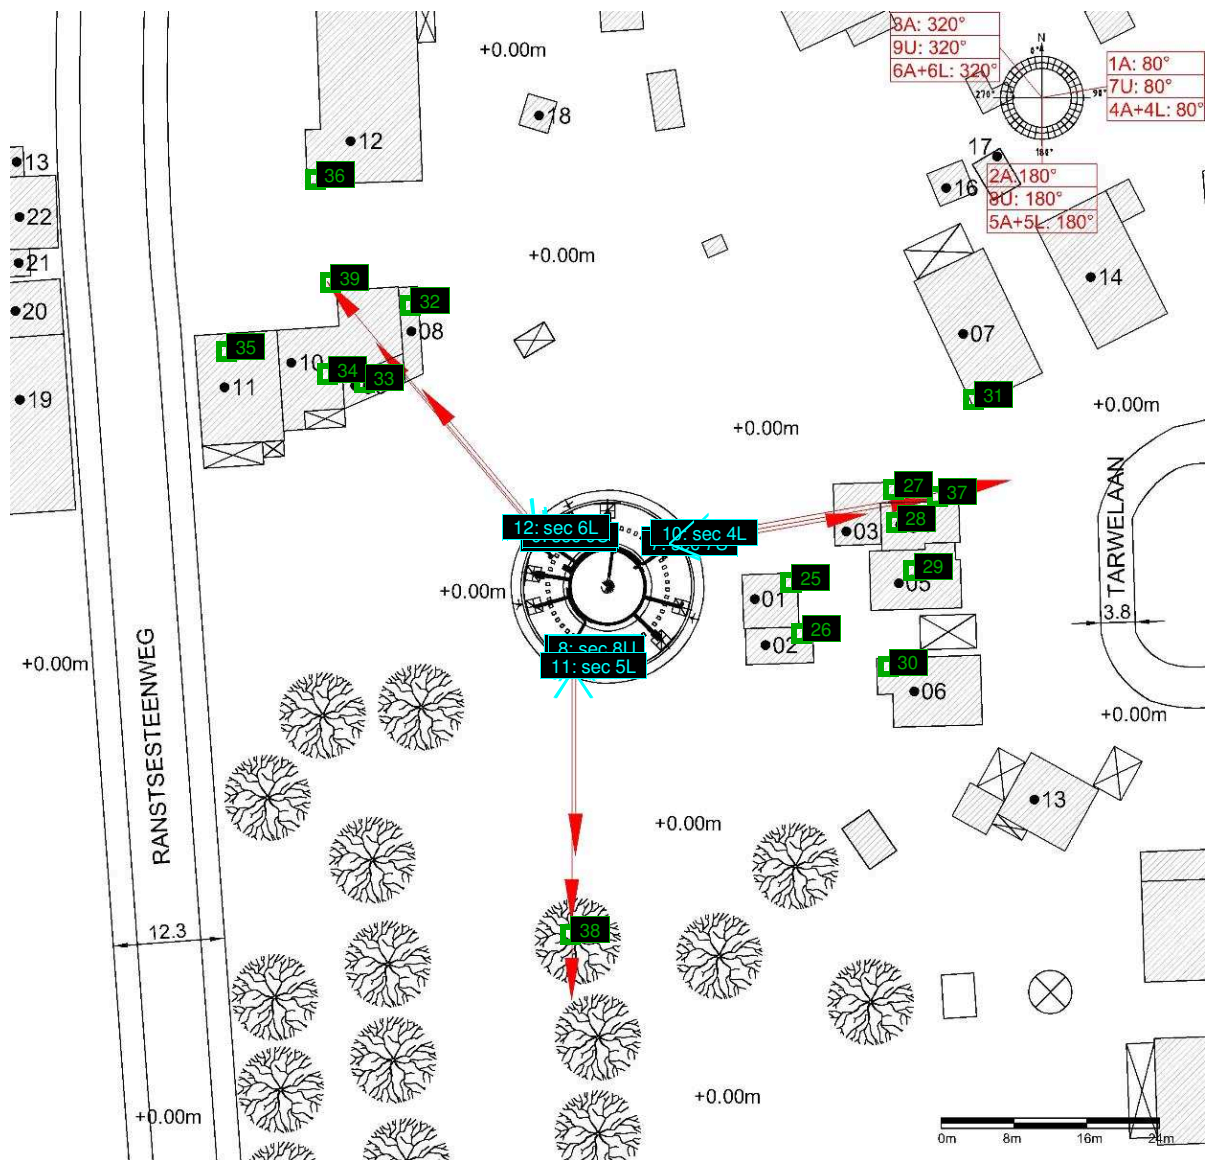 3A: 320°
9U: 320°
6A+6L: 320°
N
0°
90°
180°
270°
1A: 80°
7U: 80°
4A+4L: 80°
2A:180°
8U: 180°
5A+5L: 180°
+0.00m
18
12
36
13
22
21
20
19
17
16
14
+0.00m
39
32
08
35
10
34
33
11
07
31
+0.00m
+0.00m
TARWELAAN
3.8
27
37
28
03
29
05
12: sec 6L
10: sec 4L
25
01
26
02
30
06
+0.00m
8: sec 8U
11: sec 5L
+0.00m
RANSTSESTEENWEG
+0.00m
13
+0.00m
12.3
38
+0.00m
+0.00m
0m 8m 16m 24m